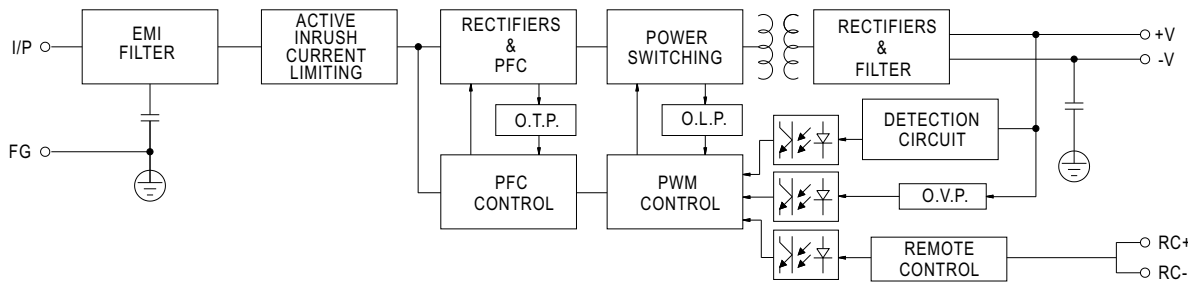 I/P
EMI
FILTER
ACTIVE
INRUSH
CURRENT
LIMITING
RECTIFIERS
&
PFC
POWER
SWITCHING
RECTIFIERS
&
FILTER
+V
-V
O.T.P.
O.L.P.
DETECTION
CIRCUIT
FG
PFC
CONTROL
PWM
CONTROL
O.V.P.
REMOTE
CONTROL
RC+
RC-